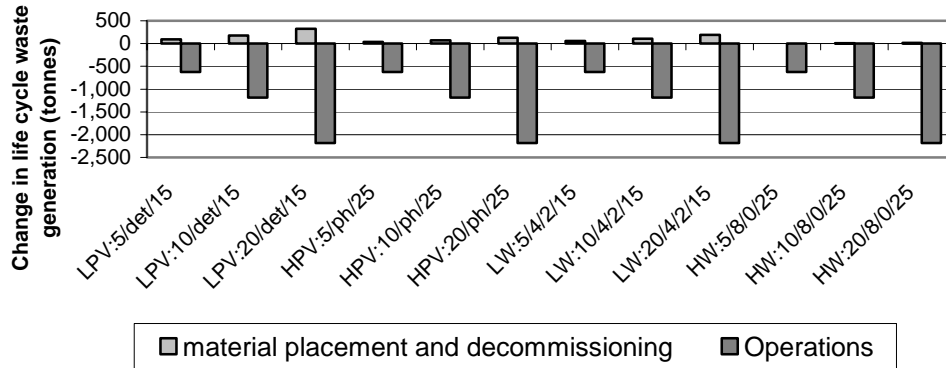 Change in life cycle waste
generation (tonnes)
500
0
-500
-1,000
-1,500
-2,000
-2,500
LPV:5/det/15
LPV:10/det/15
LPV:20/det/15
HPV:5/ph/25
HPV:10/ph/25
HPV:20/ph/25
LW:5/4/2/15
LW:10/4/2/15
LW:20/4/2/15
HW:5/8/0/25
HW:10/8/0/25
HW:20/8/0/25
material placement and decommissioning
Operations